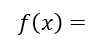 f(x) =